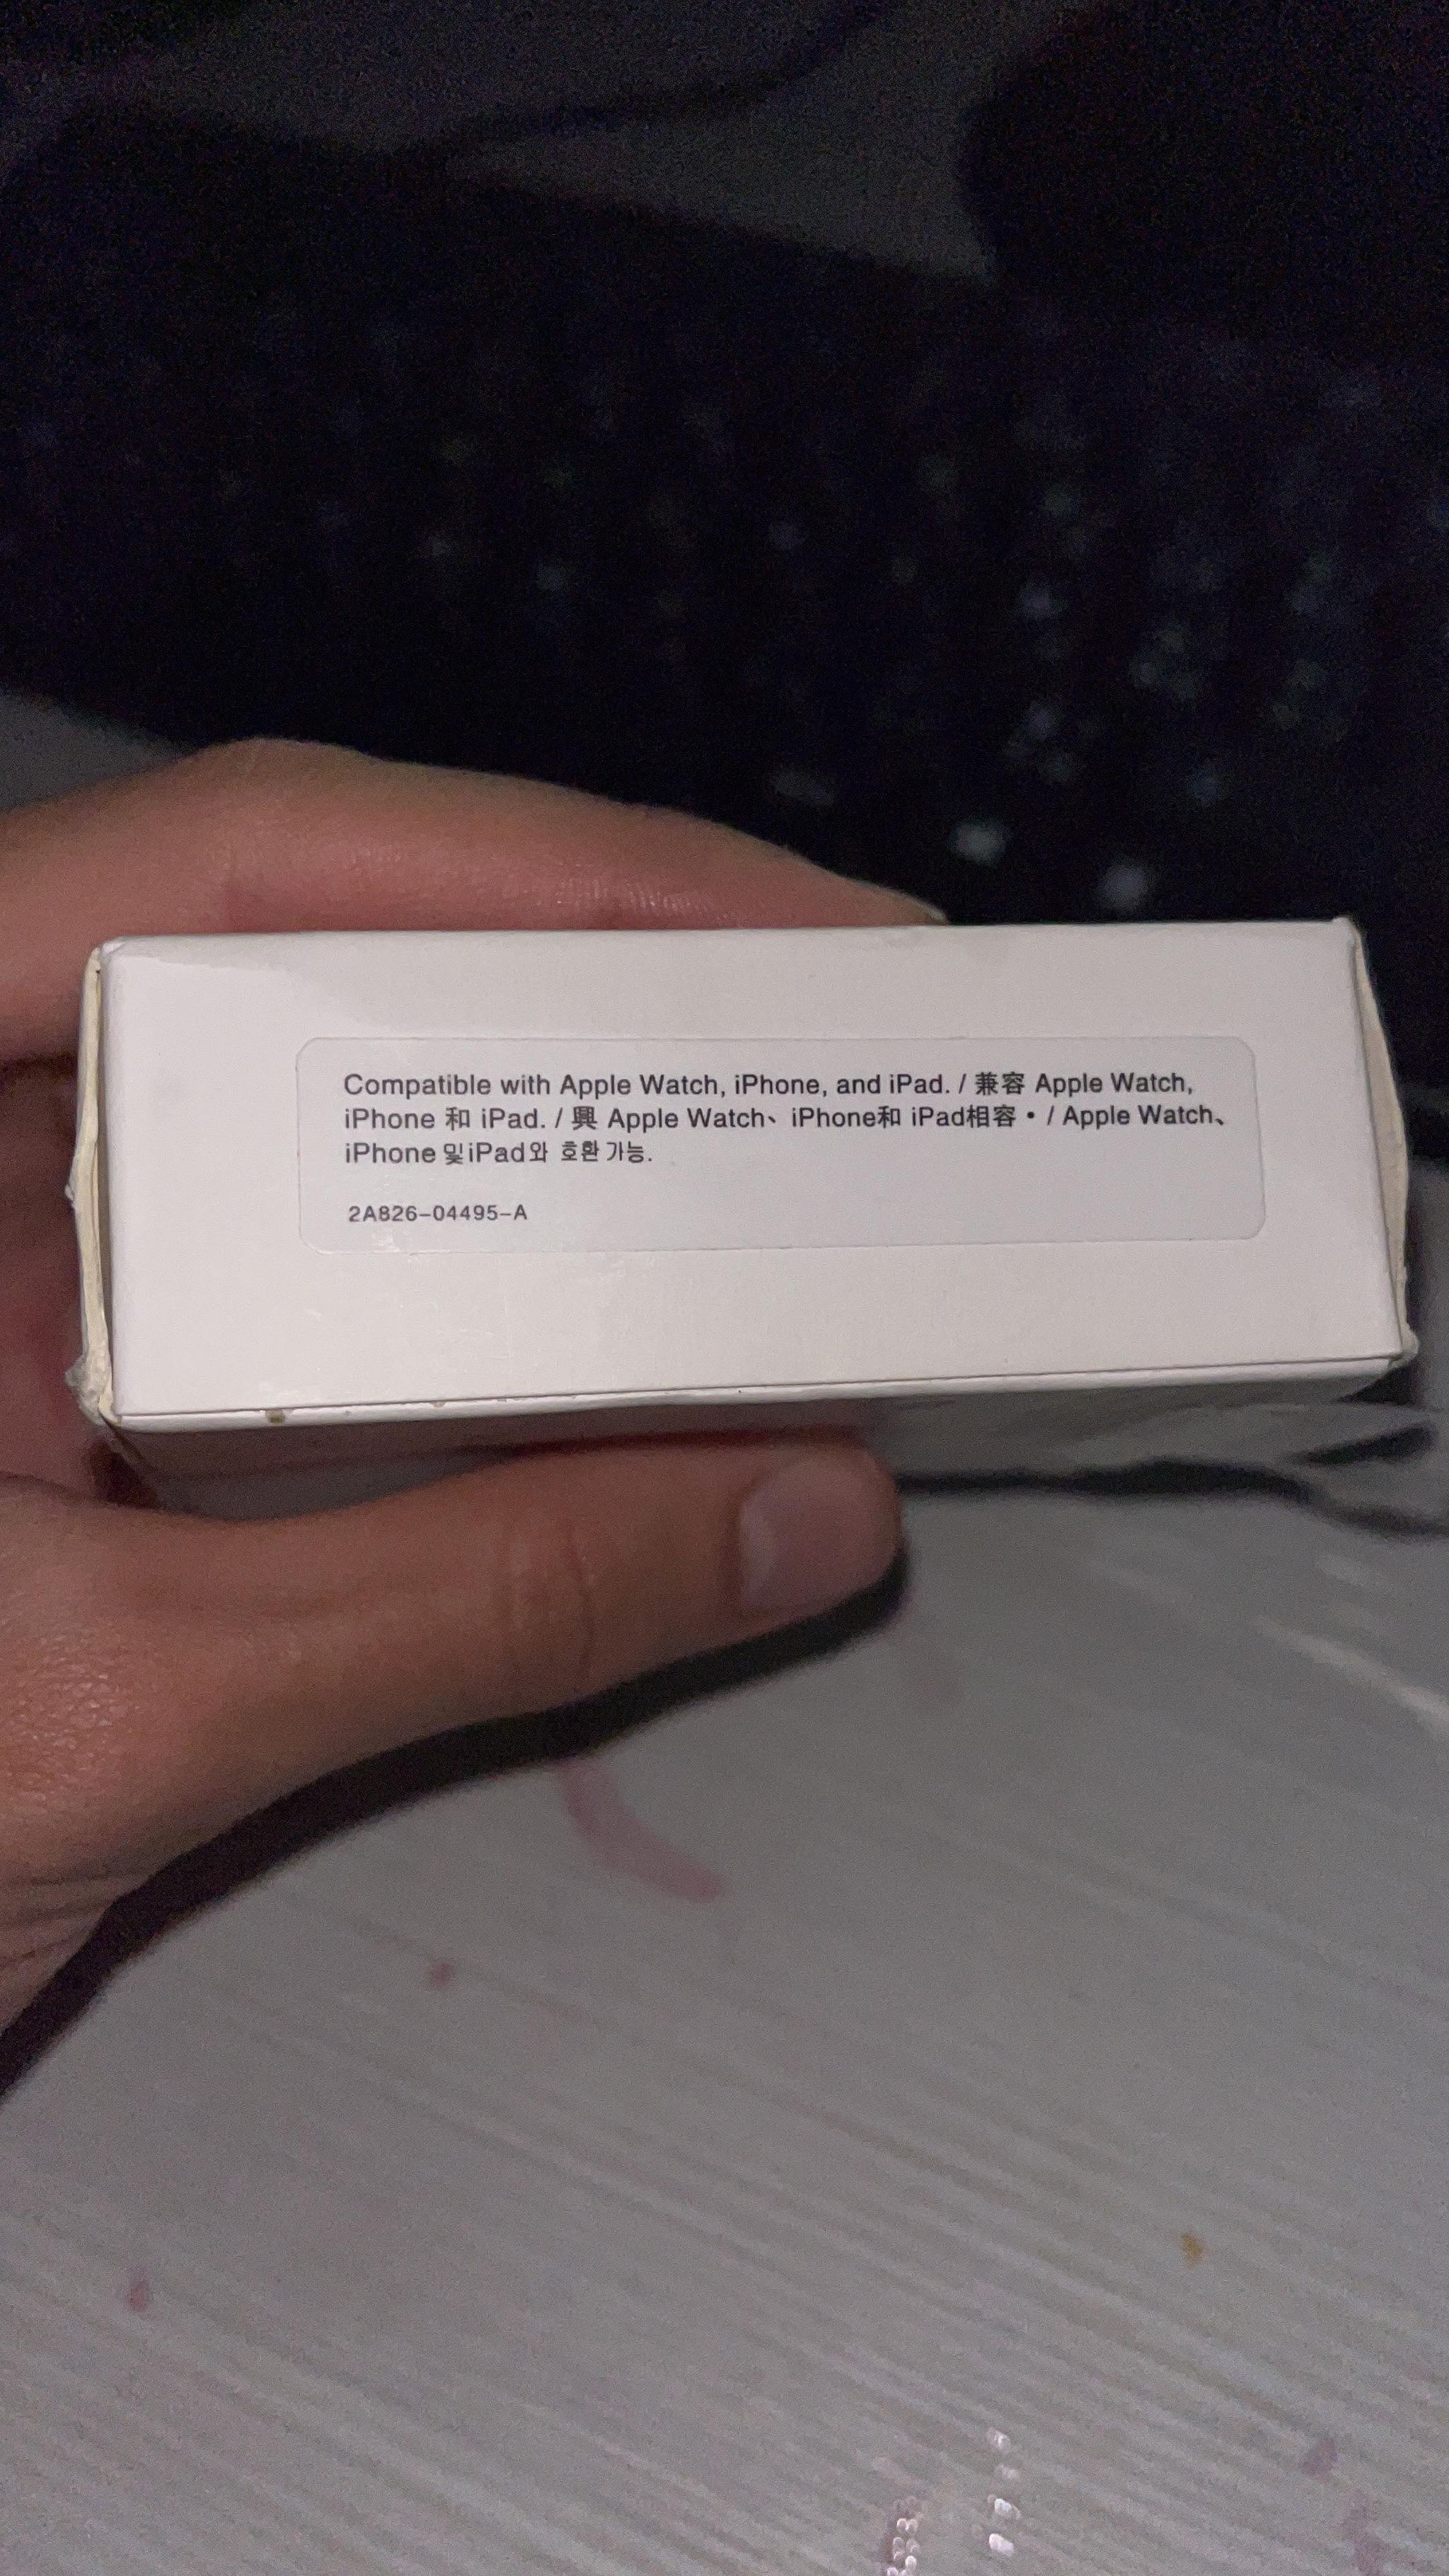 Compatible with Apple Watch, iPhone, and iPad. / 兼容 Apple Watch,
iPhone 和 iPad. / 興 Apple Watch、iPhone和 iPad相容・ / Apple Watch、
iPhone 및iPad와 호환 가능.
2A826-04495-A